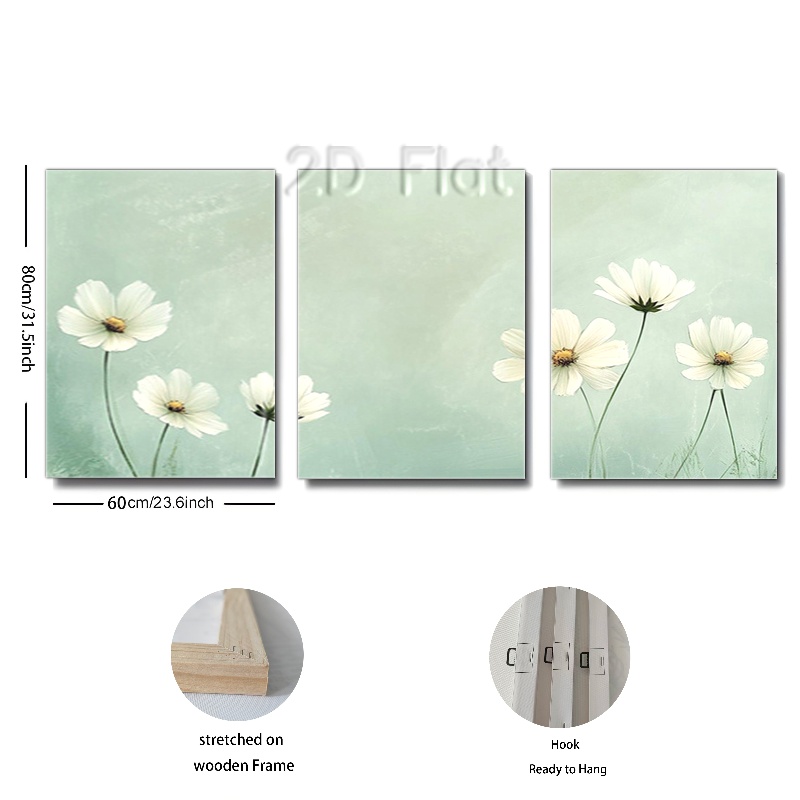 2D Flat
80cm/31.5inch
60cm/23.6inch
stretched on
wooden Frame
Hook
Ready to Hang